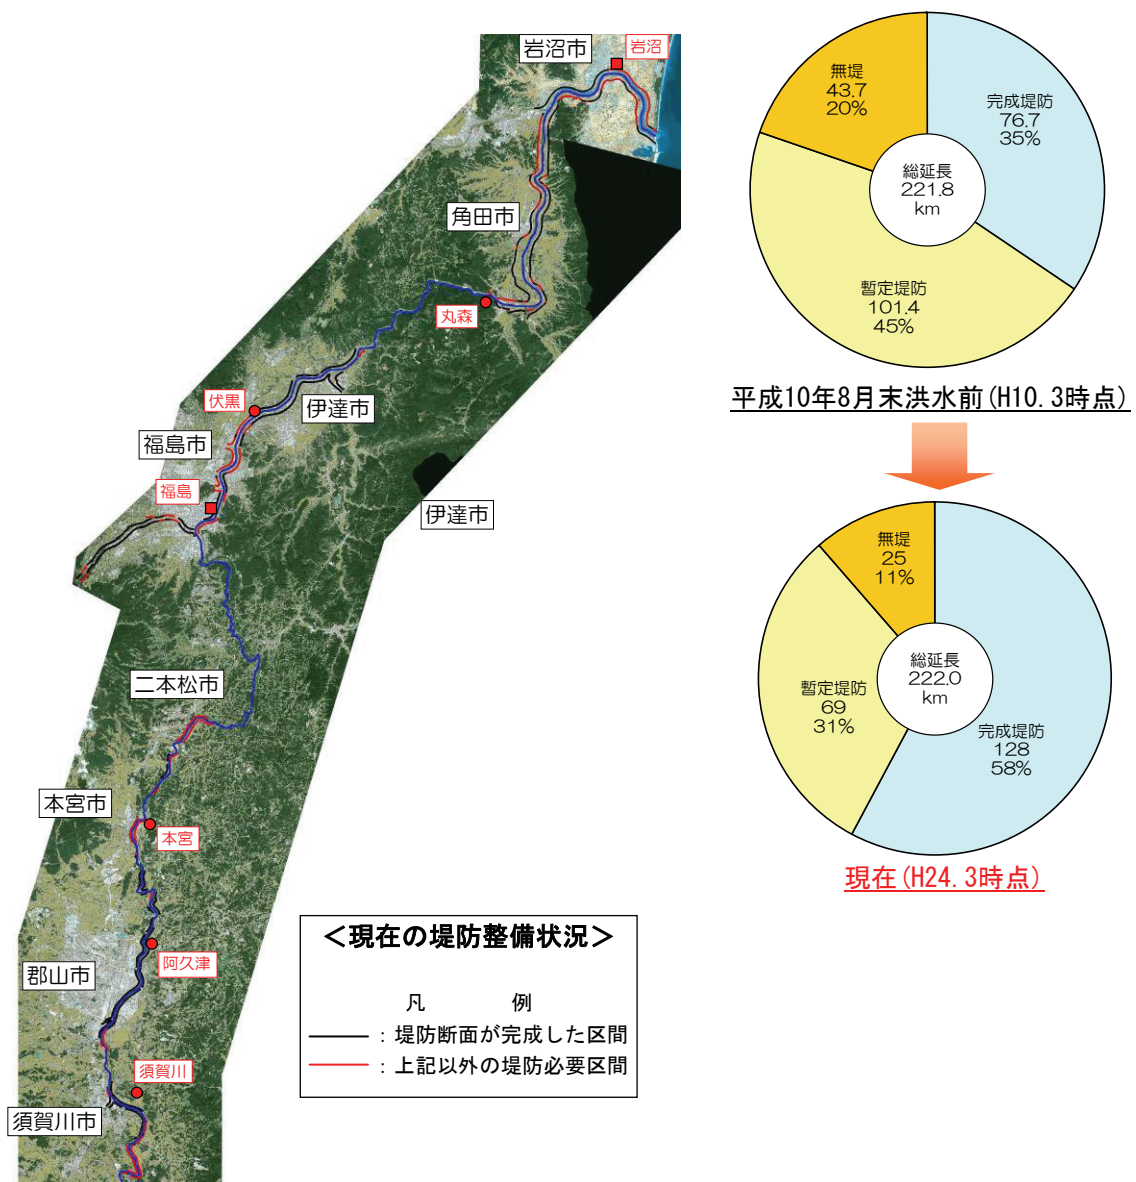 岩沼市
岩沼
角田市
丸森
伏黒
伊達市
福島市
福島
伊達市
二本松市
本宮市
本宮
阿久津
郡山市
須賀川
須賀川市
<現在の堤防整備状況>
凡 例
:堤防断面が完成した区間
:上記以外の堤防必要区間
無堤
43.7
20%
完成堤防
76.7
35%
総延長
221.8
km
暫定堤防
101.4
45%
平成10年8月末洪水前(H10.3時点)
無堤
25
11%
総延長
222.0
km
暫定堤防
69
31%
完成堤防
128
58%
現在(H24.3時点)